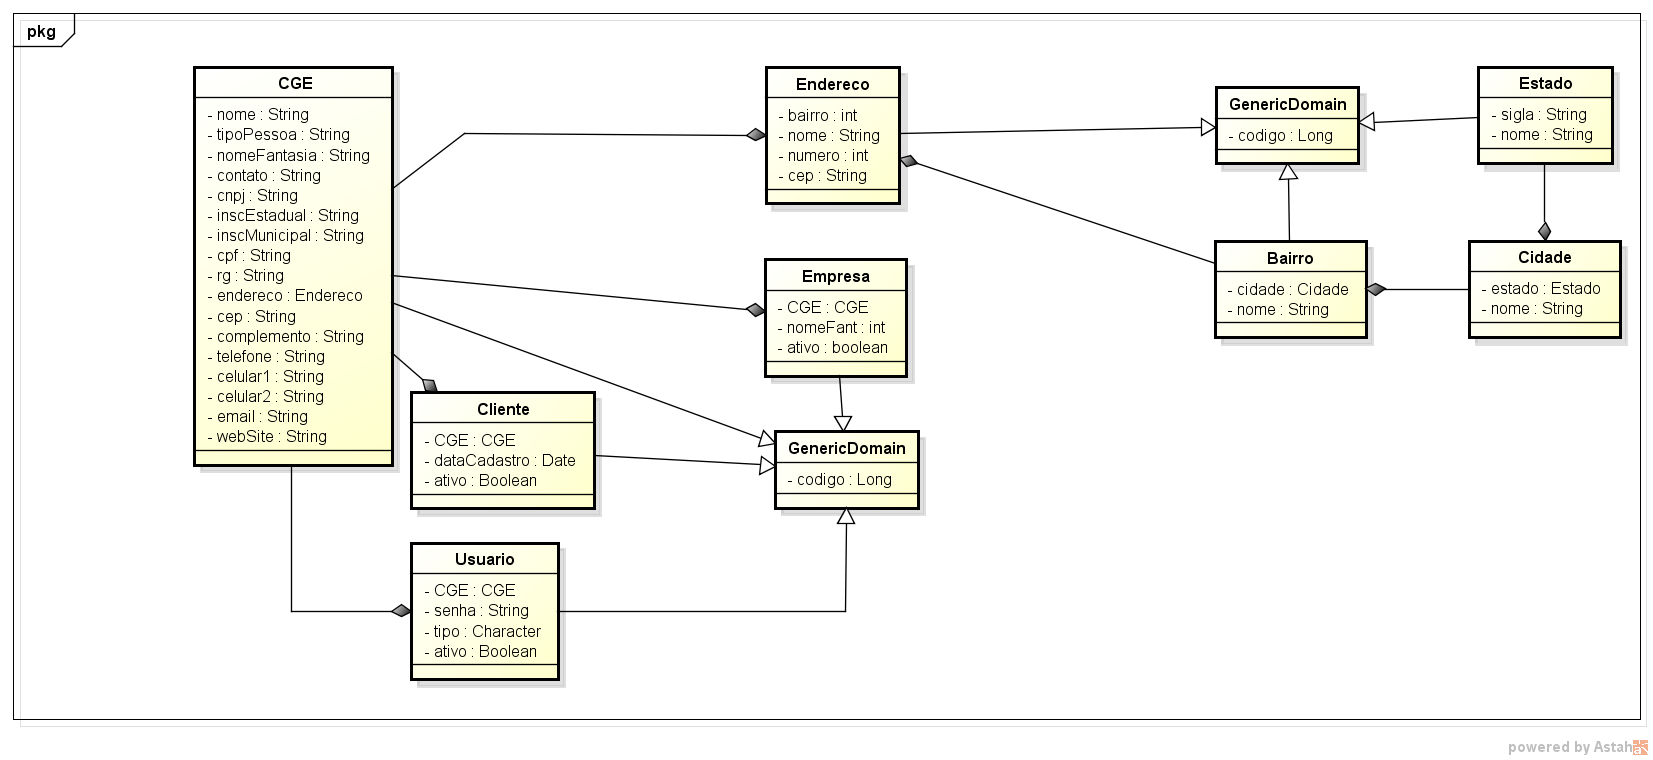 pkg
CGE
- nome : String
- tipoPessoa : String
- nomeFantasia : String
- contato : String
- cnpj : String
- inscEstadual : String
- inscMunicipal : String
- cpf : String
- rg : String
- endereco : Endereco
- cep : String
- complemento : String
- telefone : String
- celular1 : String
- celular2 : String
- email : String
- webSite : String
Endereco
- bairro : int
- nome : String
- numero : int
- cep : String
GenericDomain
- codigo : Long
Estado
- sigla : String
- nome : String
Empresa
- CGE : CGE
- nomeFant : int
- ativo : boolean
Bairro
- cidade : Cidade
- nome : String
Cidade
- estado : Estado
- nome : String
Cliente
- CGE : CGE
- dataCadastro : Date
- ativo : Boolean
GenericDomain
- codigo : Long
Usuario
- CGE : CGE
- senha : String
- tipo : Character
- ativo : Boolean
powered by Astah